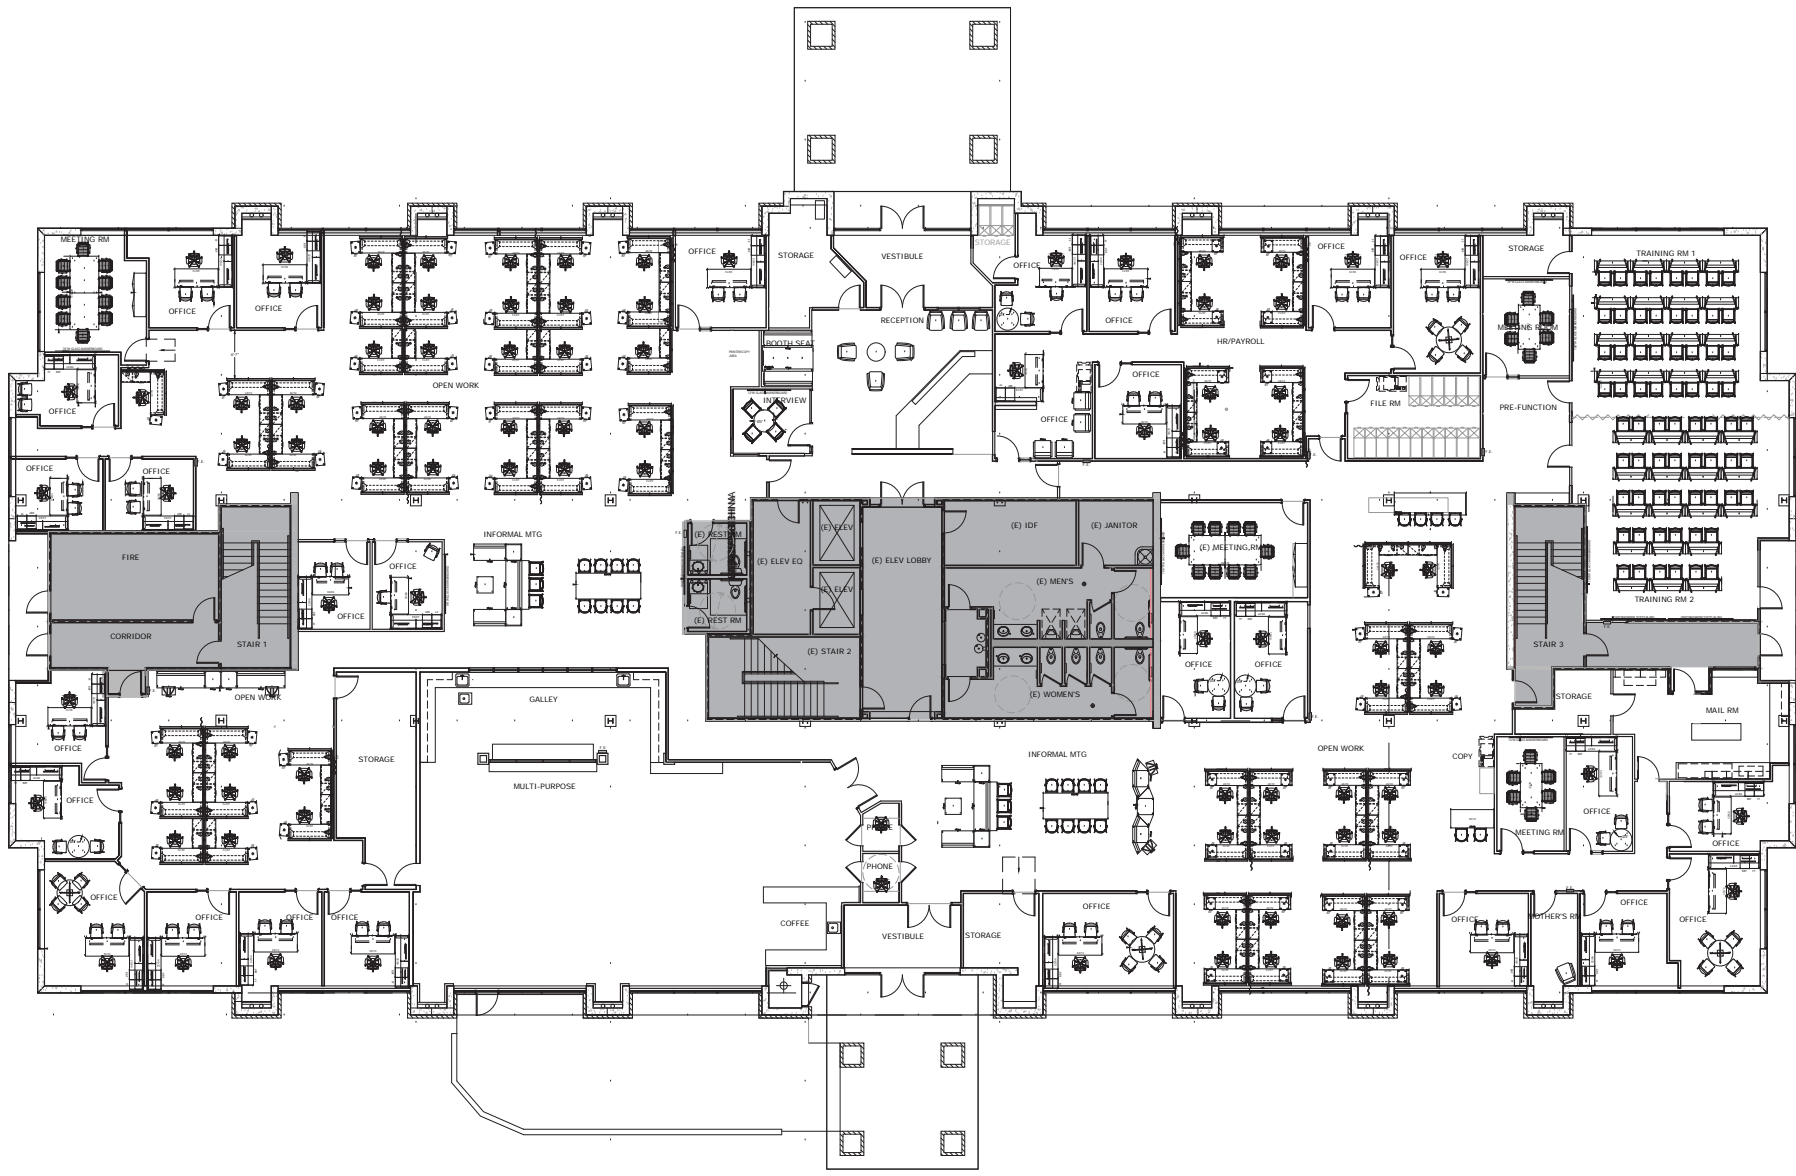 MEETING RM
OFFICE
OFFICE
OFFICE
STORAGE
VESTIBULE
STORAGE
OFFICE
OFFICE
OFFICE
OFFICE
STORAGE
TRAINING RM 1
RECEPTION
MEETING ROOM
BOOTH SEAT
HR/PAYROLL
OPEN WORK
OFFICE
OFFICE
INTERVIEW
OFFICE
FILE RM
PRE-FUNCTION
OFFICE
OFFICE
INFORMAL MTG
(E) REST RM
(E) ELEV
(E) IDF
(E) JANITOR
FIRE
OFFICE
(E) ELEV EQ
(E) ELEV LOBBY
(E) MEETING RM
(E) ELEV
(E) MEN'S
OFFICE
(E) REST RM
TRAINING RM 2
CORRIDOR
STAIR 1
(E) STAIR 2
STAIR 3
OFFICE
OFFICE
(E) WOMEN'S
OPEN WORK
GALLEY
STORAGE
MAIL RM
OFFICE
STORAGE
INFORMAL MTG
OPEN WORK
COPY
MULTI-PURPOSE
OFFICE
OFFICE
MEETING RM
OFFICE
PHONE
PHONE
OFFICE
OFFICE
OFFICE
OFFICE
COFFEE
VESTIBULE
STORAGE
OFFICE
OFFICE
MOTHER'S RM
OFFICE
OFFICE